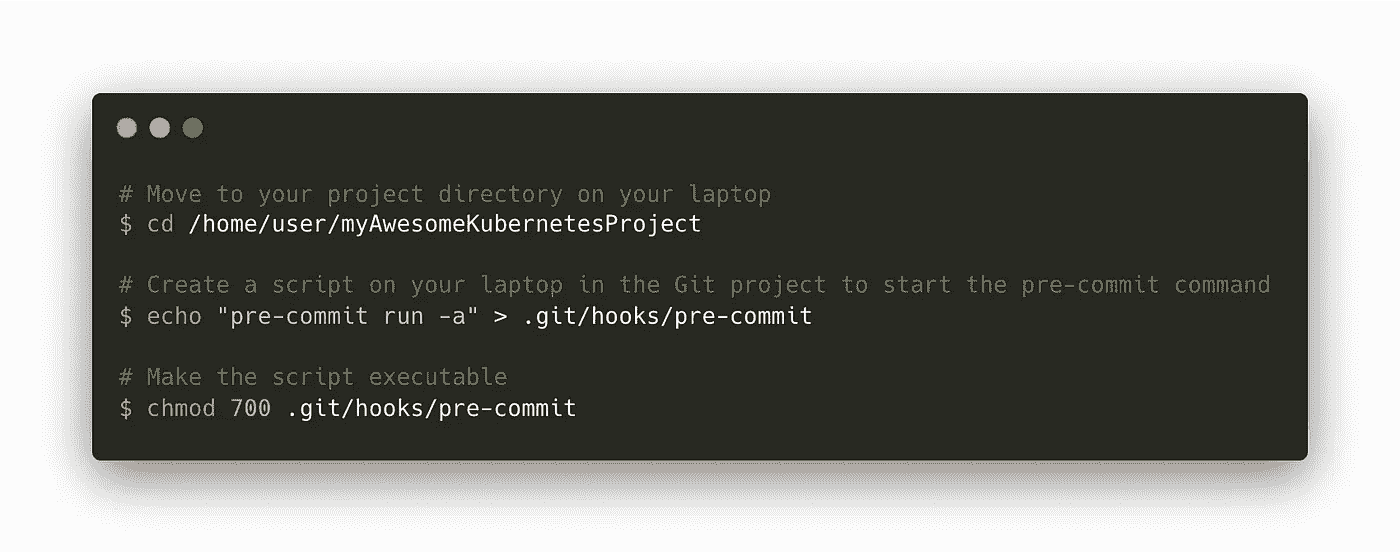 # Move to your project directory on your laptop
$ cd /home/user/myAwesomeKubernetesProject
# Create a script on your laptop in the Git project to start the pre-commit command
$ echo "pre-commit run -a" > .git/hooks/pre-commit
# Make the script executable
$ chmod 700 .git/hooks/pre-commit